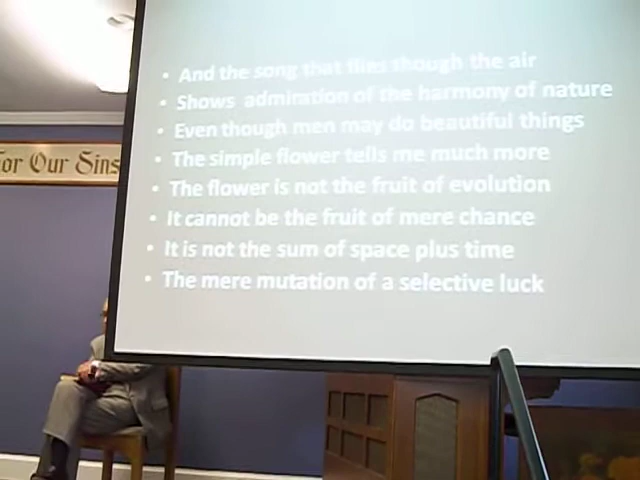 • And the song that flies though the air
• Shows admiration of the harmony of nature
• Even though men may do beautiful things
• The simple flower tells me much more
• The flower is not the fruit of evolution
• It cannot be the fruit of mere chance
• It is not the sum of space plus time
• The mere mutation of a selective luck
For Our Sins